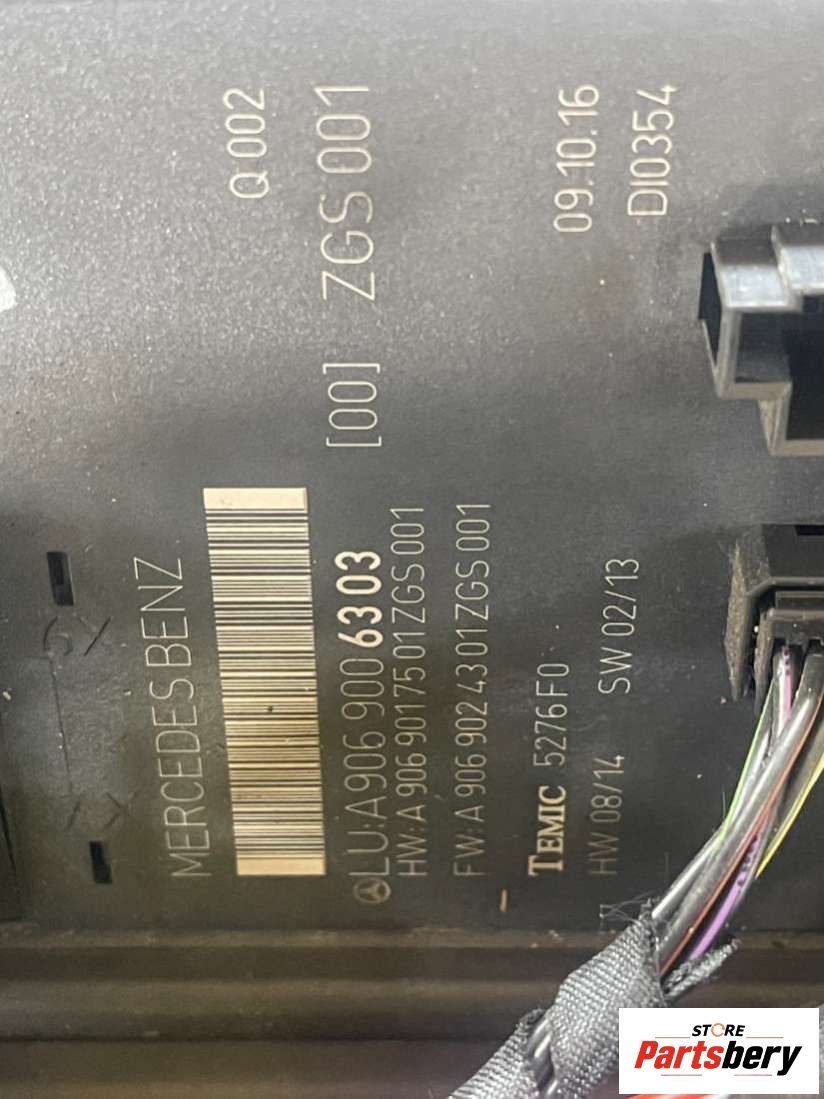 MERCEDES BENZ
Q 002
LU: A 906 900 63 03 [00] ZGS 001
HW: A 906 901 75 01 ZGS 001
FW: A 906 902 43 01 ZGS 001
TEMIC 5276F0 09.10.16
HW 08/14 SW 02/13 DI0354
STORE
Partsbery